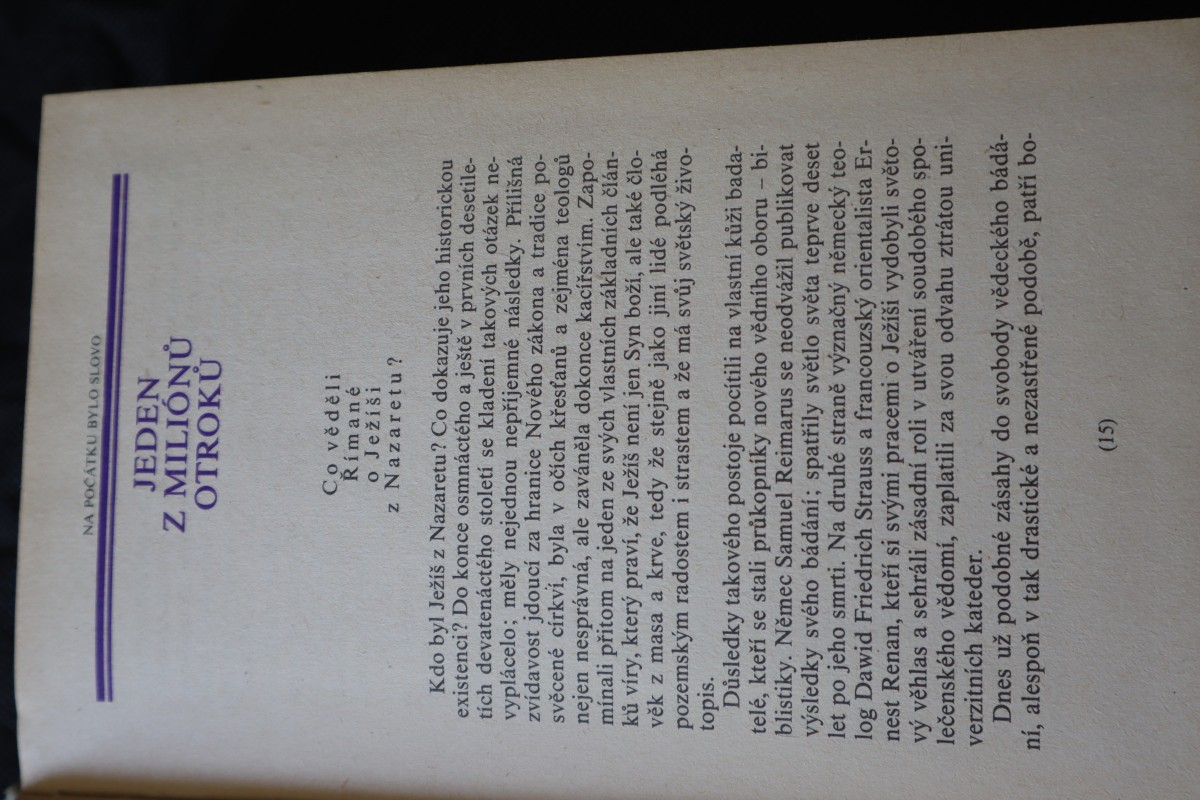 NA POČÁTKU BYLO SLOVO
JEDEN
Z MILIÓNŮ
OTROKŮ
Co věděli
Římané
o Ježíši
z Nazaretu?
Kdo byl Ježíš z Nazaretu? Co dokazuje jeho historickou
existenci? Do konce osmnáctého a ještě v prvních desetile-
tích devatenáctého století se kladení takových otázek ne-
vyplácelo; měly nejednou nepříjemné následky. Přílišná
zvídavost jdoucí za hranice Nového zákona a tradice po-
svěcené církví, byla v očích křesťanů a zejména teologů
nejen nesprávná, ale zaváněla dokonce kacířstvím. Zapo-
mínali přitom na jeden ze svých vlastních základních člán-
ků víry, který praví, že Ježíš není jen Syn boží, ale také člo-
věk z masa a krve, tedy že stejně jako jiní lidé podléhá
pozemským radostem i strastem a že má svůj světský živo-
topis.
Důsledky takového postoje pocítili na vlastní kůži bada-
telé, kteří se stali průkopníky nového vědního oboru – bi-
blistiky. Němec Samuel Reimarus se neodvážil publikovat
výsledky svého bádání; spatřily světlo světa teprve deset
let po jeho smrti. Na druhé straně význačný německý teo-
log Dawid Friedrich Strauss a francouzský orientalista Er-
nest Renan, kteří si svými pracemi o Ježíši vydobyli světo-
vý věhlas a sehráli zásadní roli v utváření soudobého spo-
lečenského vědomí, zaplatili za svou odvahu ztrátou uni-
verzitních kateder.
Dnes už podobné zásahy do svobody vědeckého bádá-
ní, alespoň v tak drastické a nezastřené podobě, patří bo-
(15)